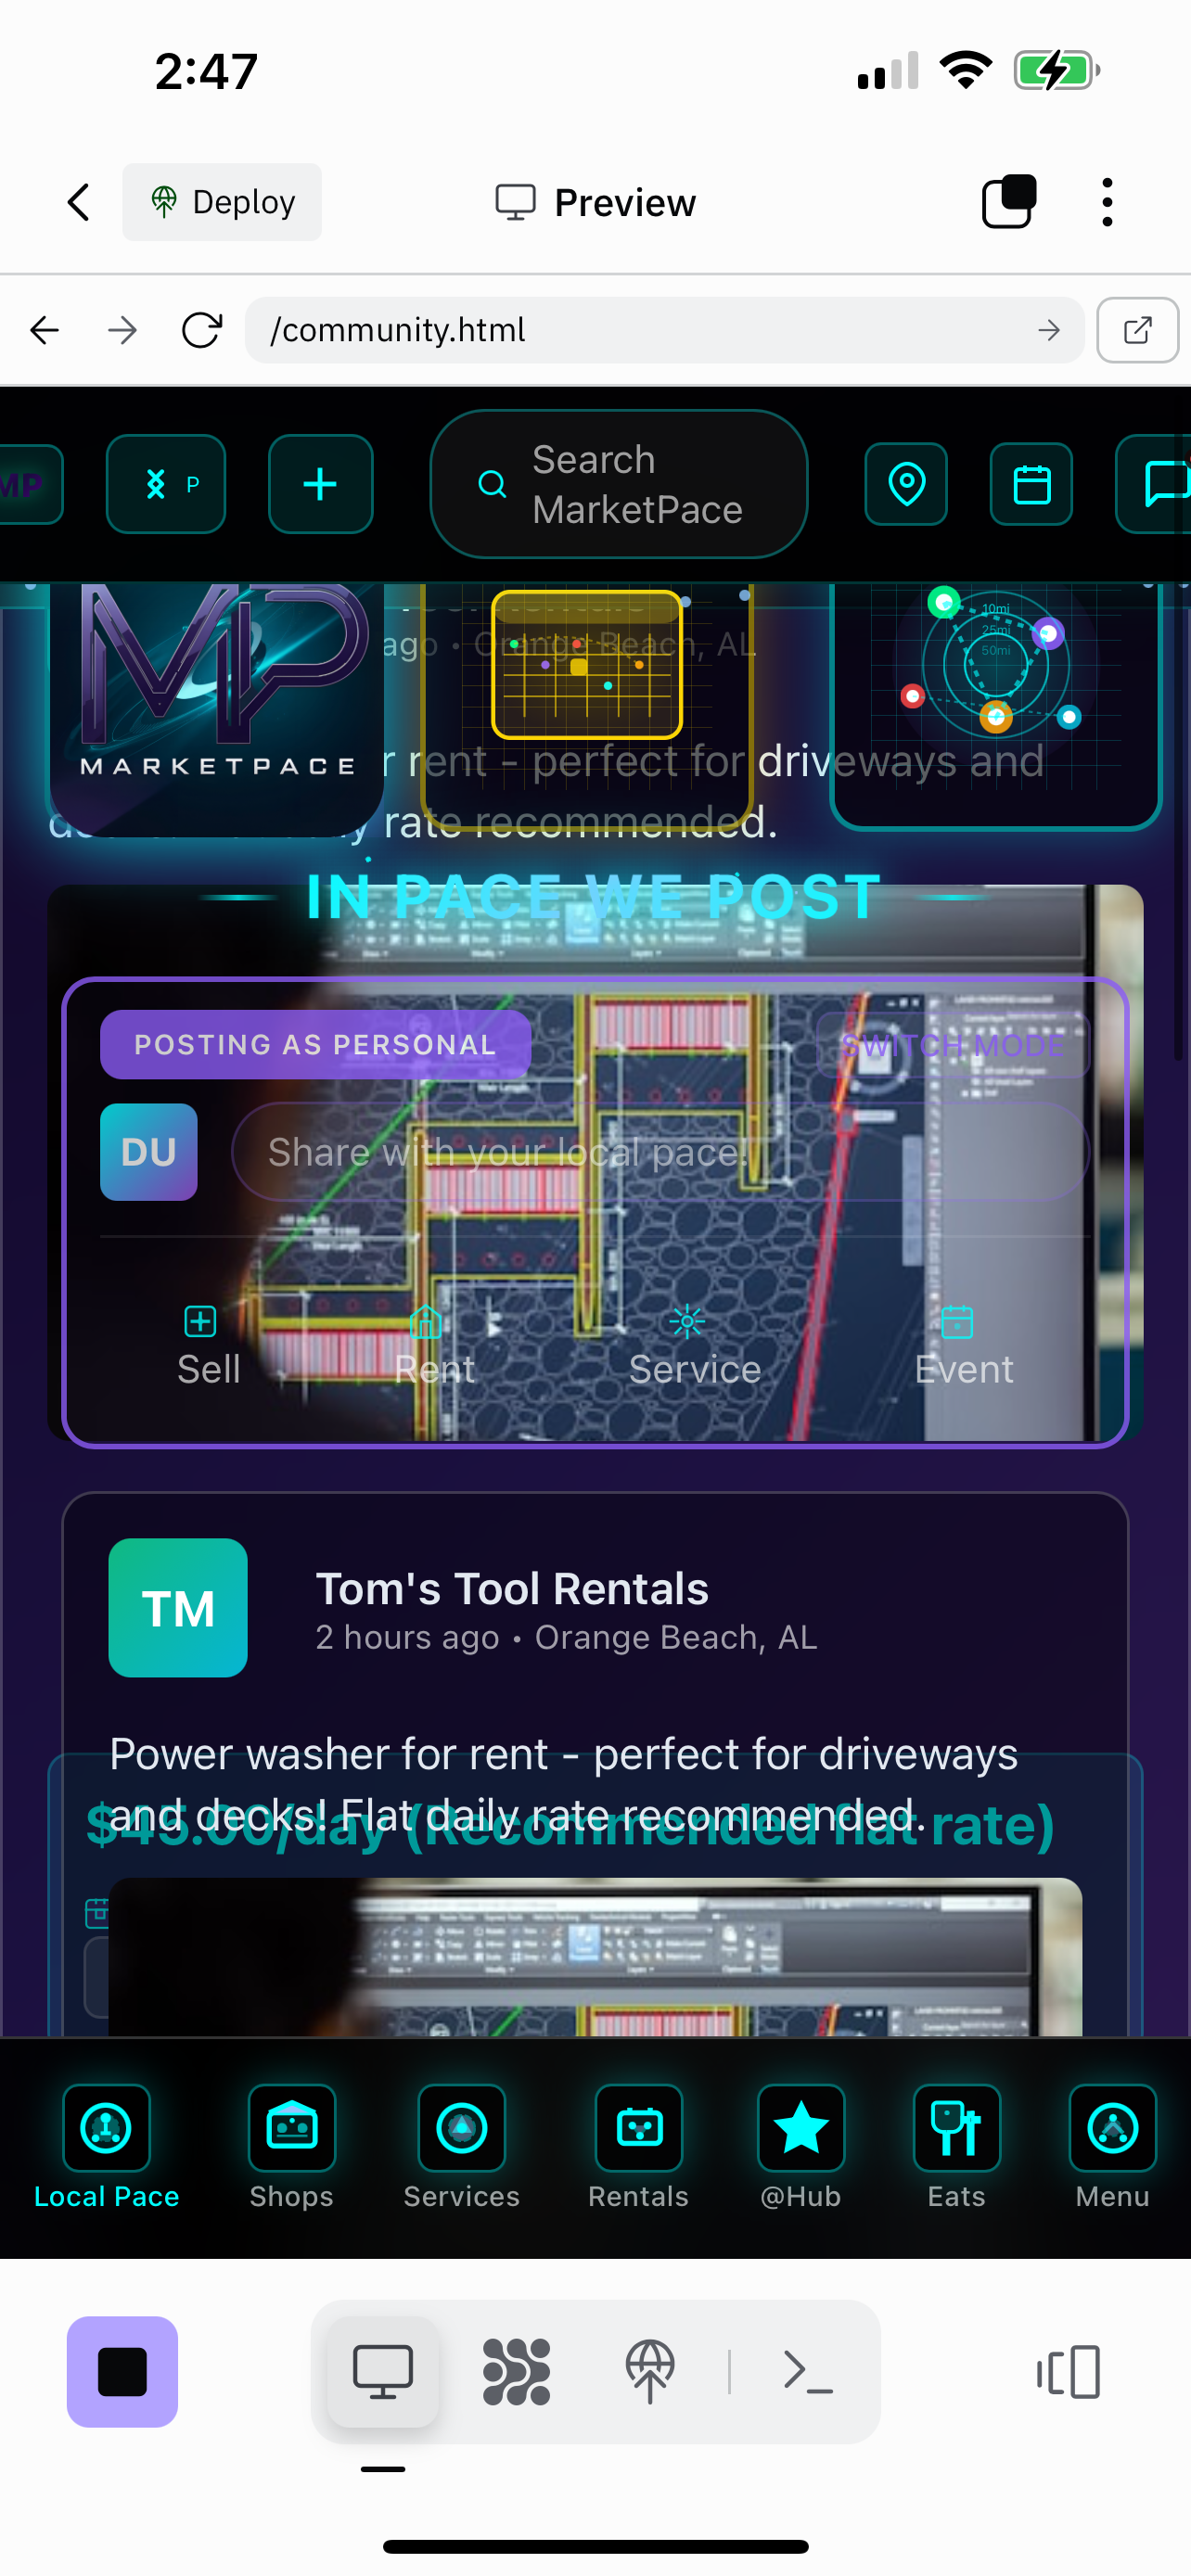 2:47
Deploy
Preview
/community.html
MP
P
Search
MarketPace
10mi
25mi
50mi
ago • Orange Beach, AL
MP
MARKETPACE
r rent - perfect for driveways and
rate recommended.
IN PACE WE POST
POSTING AS PERSONAL
SWITCH MODE
DU
Share with your local pace!
Sell
Rent
Service
Event
TM
Tom's Tool Rentals
2 hours ago • Orange Beach, AL
Power washer for rent - perfect for driveways
and decks! Flat daily rate recommended.
$45.00/day (Recommended flat rate)
Local Pace
Shops
Services
Rentals
@Hub
Eats
Menu